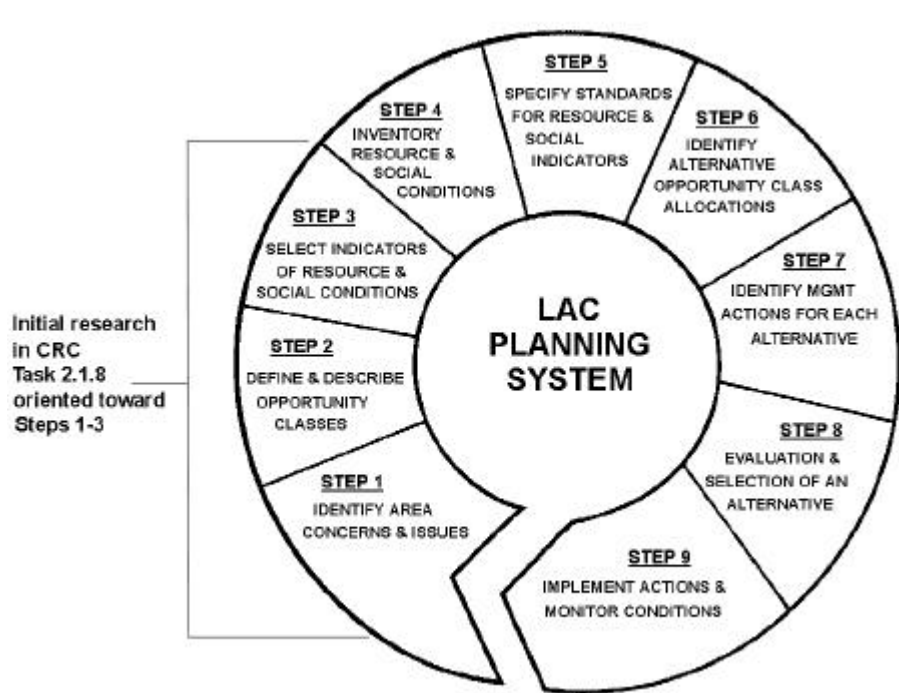 Initial research
in CRC
Task 2.1.8
oriented toward
Steps 1-3
LAC
PLANNING
SYSTEM
STEP 1
IDENTIFY AREA
CONCERNS & ISSUES
STEP 2
DEFINE & DESCRIBE
OPPORTUNITY
CLASSES
STEP 3
SELECT INDICATORS
OF RESOURCE &
SOCIAL CONDITIONS
STEP 4
INVENTORY
RESOURCE &
SOCIAL
CONDITIONS
STEP 5
SPECIFY STANDARDS
FOR RESOURCE &
SOCIAL
INDICATORS
STEP 6
IDENTIFY
ALTERNATIVE
OPPORTUNITY CLASS
ALLOCATIONS
STEP 7
IDENTIFY MGMT
ACTIONS FOR EACH
ALTERNATIVE
STEP 8
EVALUATION &
SELECTION OF AN
ALTERNATIVE
STEP 9
IMPLEMENT ACTIONS &
MONITOR CONDITIONS